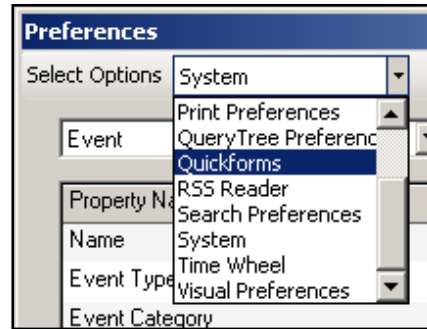 Preferences
Select Options System
Print Preferences
Event QueryTree Preferenc
Quickforms
RSS Reader
Property Na Search Preferences
Name System
Time Wheel
Event Type Visual Preferences
Event Category